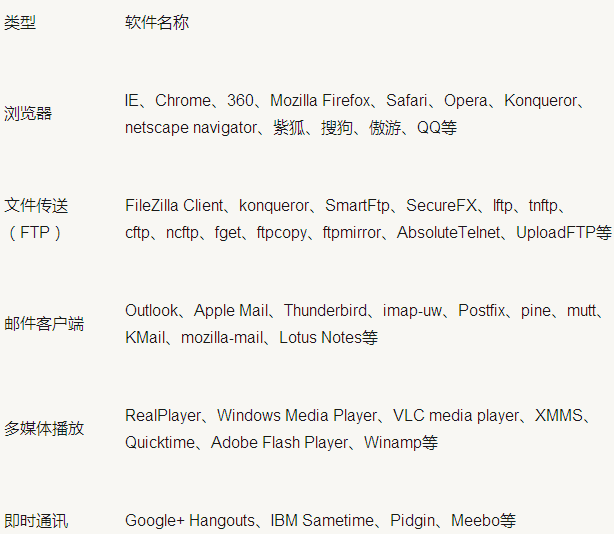 类型 软件名称
IE、Chrome、360、Mozilla Firefox、Safari、Opera、Konqueror、
浏览器
netscape navigator、紫狐、搜狗、傲游、QQ等
文件传送 FileZilla Client、konqueror、SmartFtp、SecureFX、lftp、tnftp、
（FTP） cftp、ncftp、fget、ftpcopy、ftpmirror、AbsoluteTelnet、UploadFTP等
Outlook、Apple Mail、Thunderbird、imap-uw、Postfix、pine、mutt、
邮件客户端
KMail、mozilla-mail、Lotus Notes等
RealPlayer、Windows Media Player、VLC media player、XMMS、
多媒体播放
Quicktime、Adobe Flash Player、Winamp等
即时通讯 Google+ Hangouts、IBM Sametime、Pidgin、Meebo等